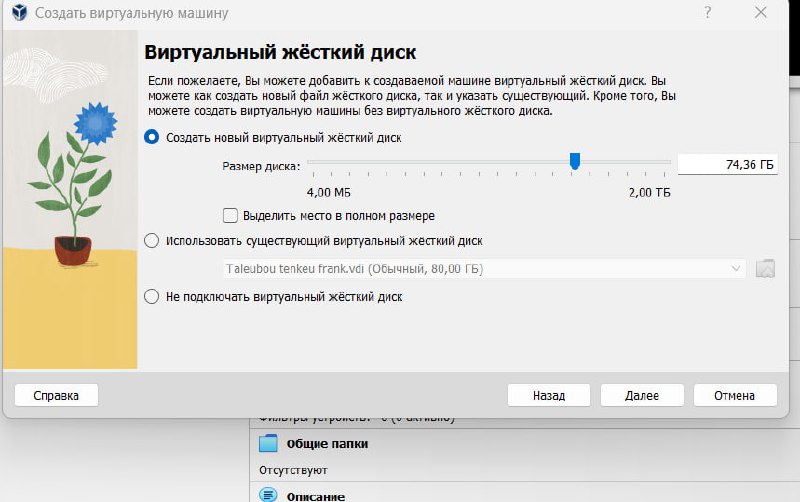 Создать виртуальную машину
?
Виртуальный жёсткий диск
Если пожелаете, Вы можете добавить к создаваемой машине виртуальный жёсткий диск. Вы
можете как создать новый файл жёсткого диска, так и указать существующий. Кроме того, Вы
можете создать виртуальную машины без виртуального жёсткого диска.
Создать новый виртуальный жёсткий диск
Размер диска:
74,36 ГБ
4,00 МБ
2,00 ТБ
Выделить место в полном размере
Использовать существующий виртуальный жёсткий диск
Taleubou tenkeu frank.vdi (Обычный, 80,00 ГБ)
Не подключать виртуальный жёсткий диск
Справка
Назад
Далее
Отмена
Фильтры устройств: 0 (0 активно)
Общие папки
Отсутствуют
Описание